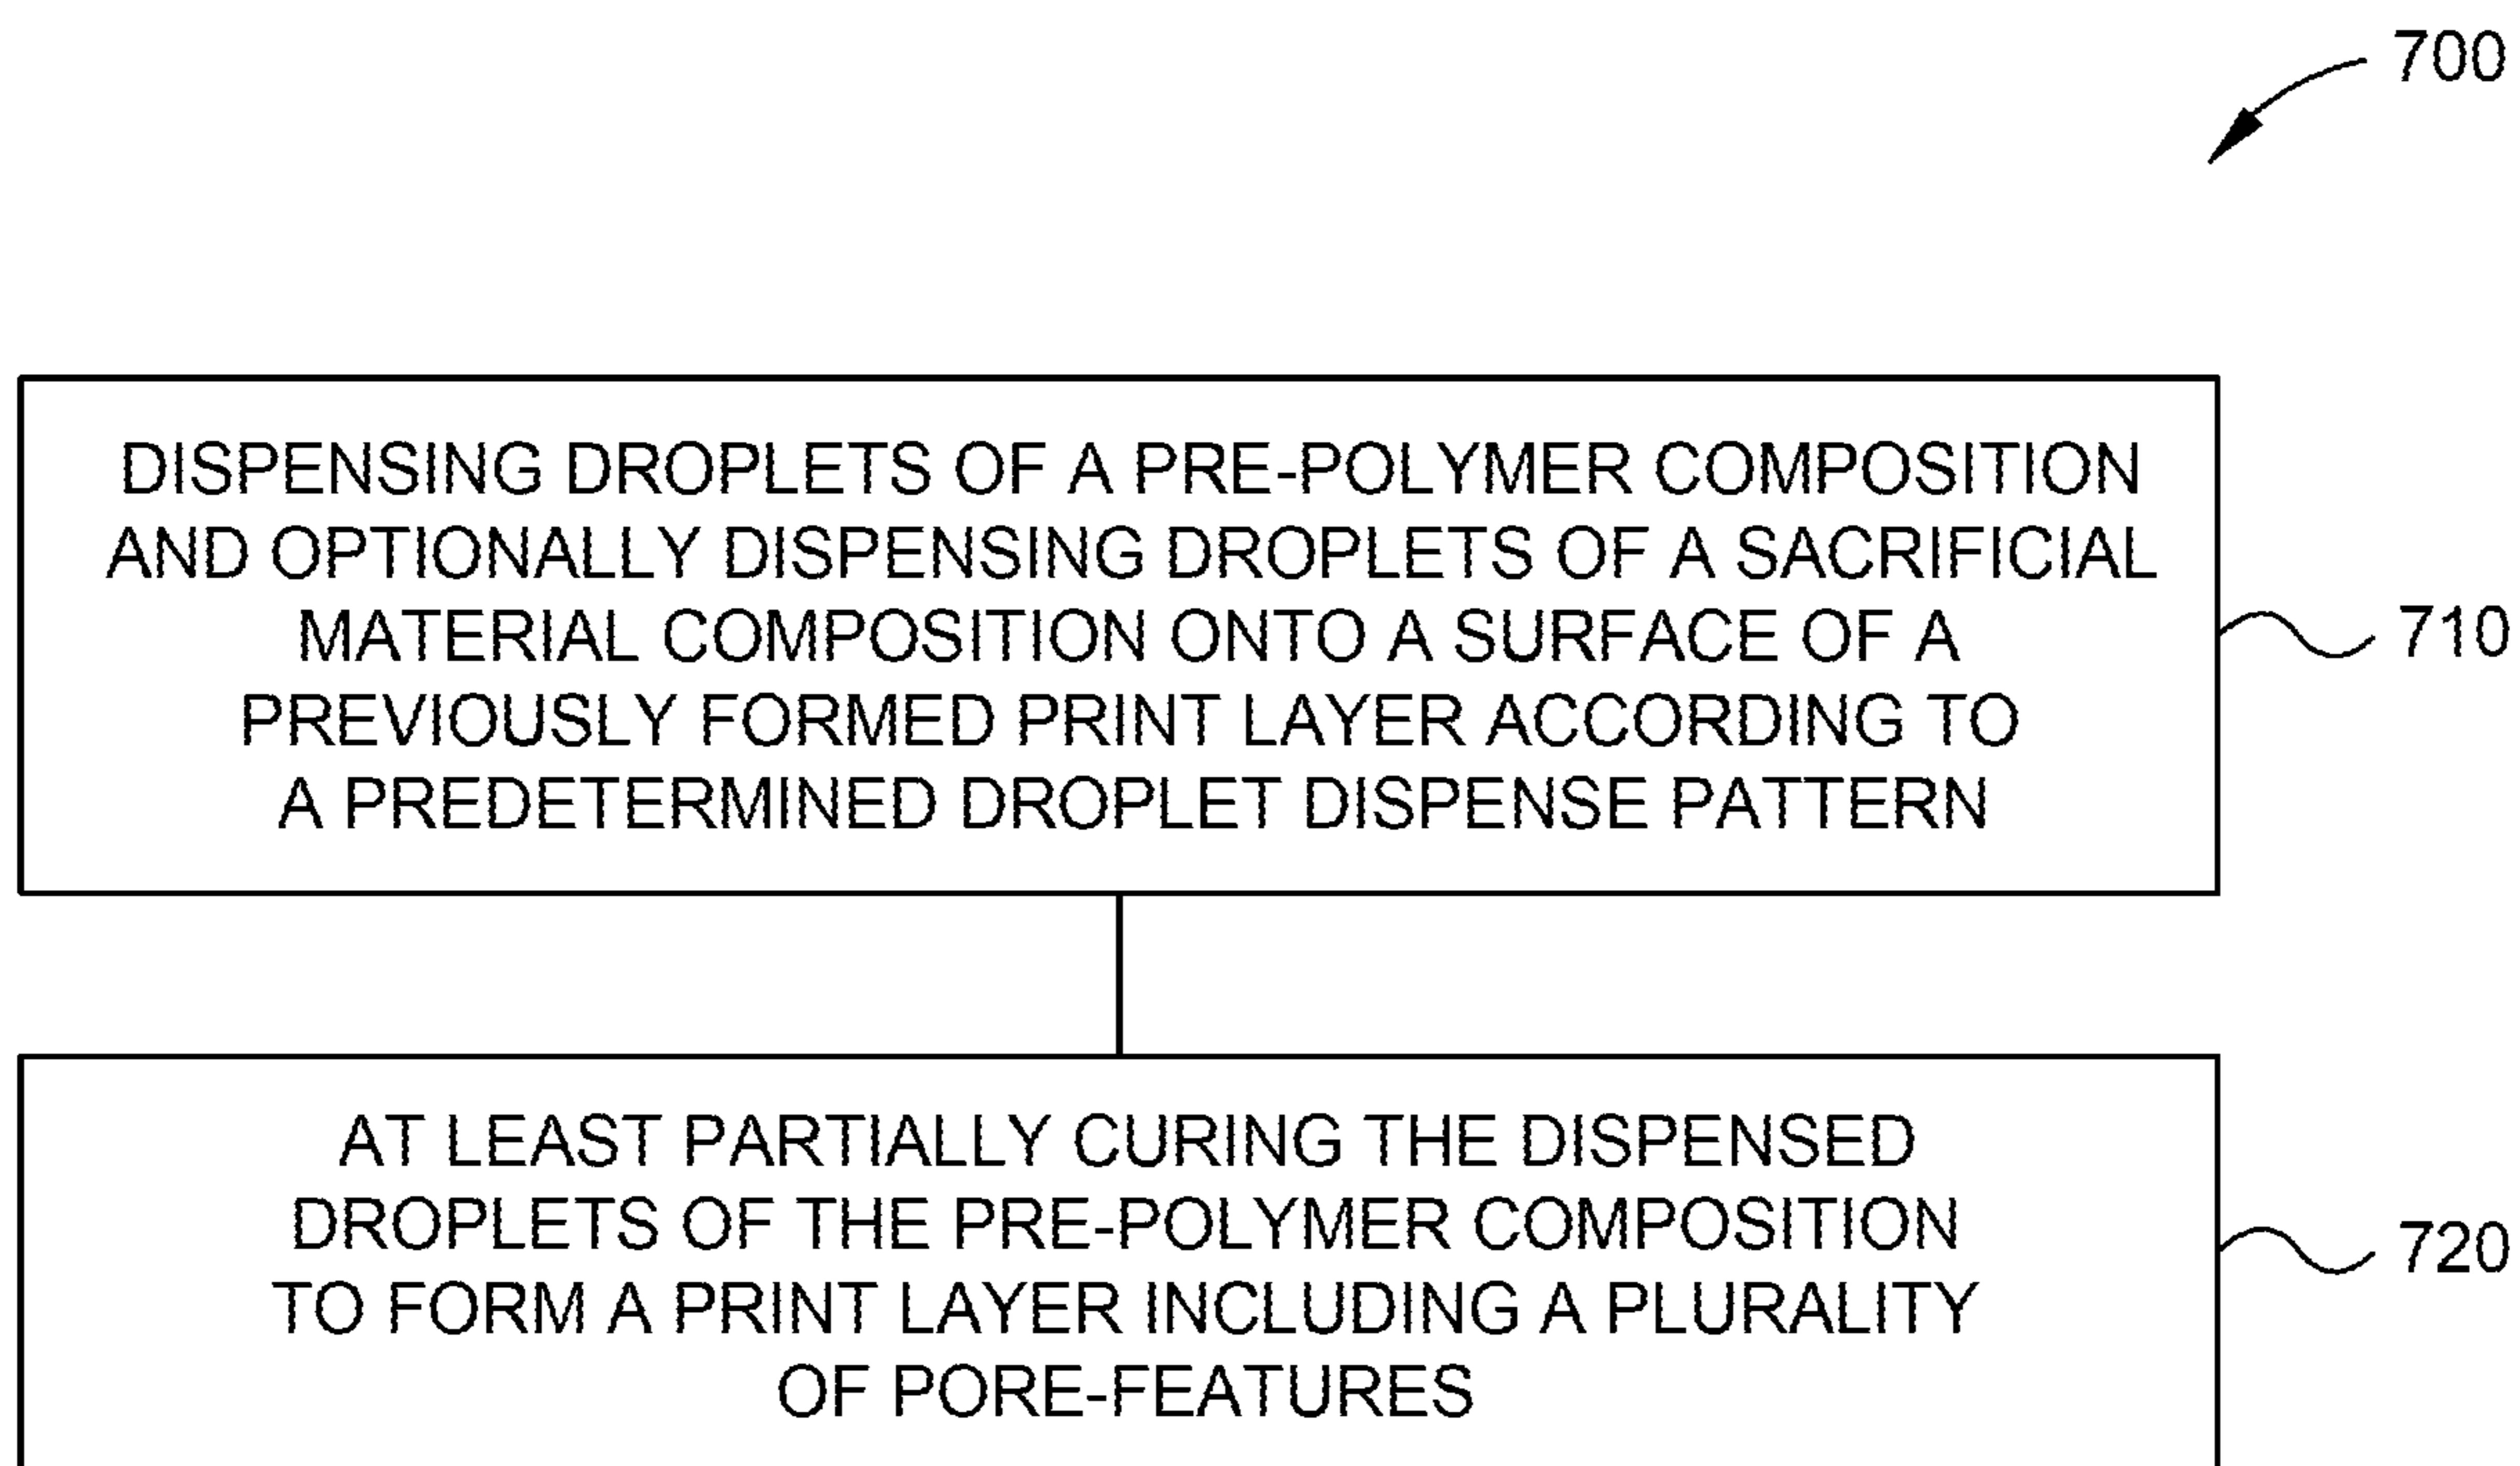 700
DISPENSING DROPLETS OF A PRE-POLYMER COMPOSITION
AND OPTIONALLY DISPENSING DROPLETS OF A SACRIFICIAL
MATERIAL COMPOSITION ONTO A SURFACE OF A
PREVIOUSLY FORMED PRINT LAYER ACCORDING TO
A PREDETERMINED DROPLET DISPENSE PATTERN
710
AT LEAST PARTIALLY CURING THE DISPENSED
DROPLETS OF THE PRE-POLYMER COMPOSITION
TO FORM A PRINT LAYER INCLUDING A PLURALITY
OF PORE-FEATURES
720